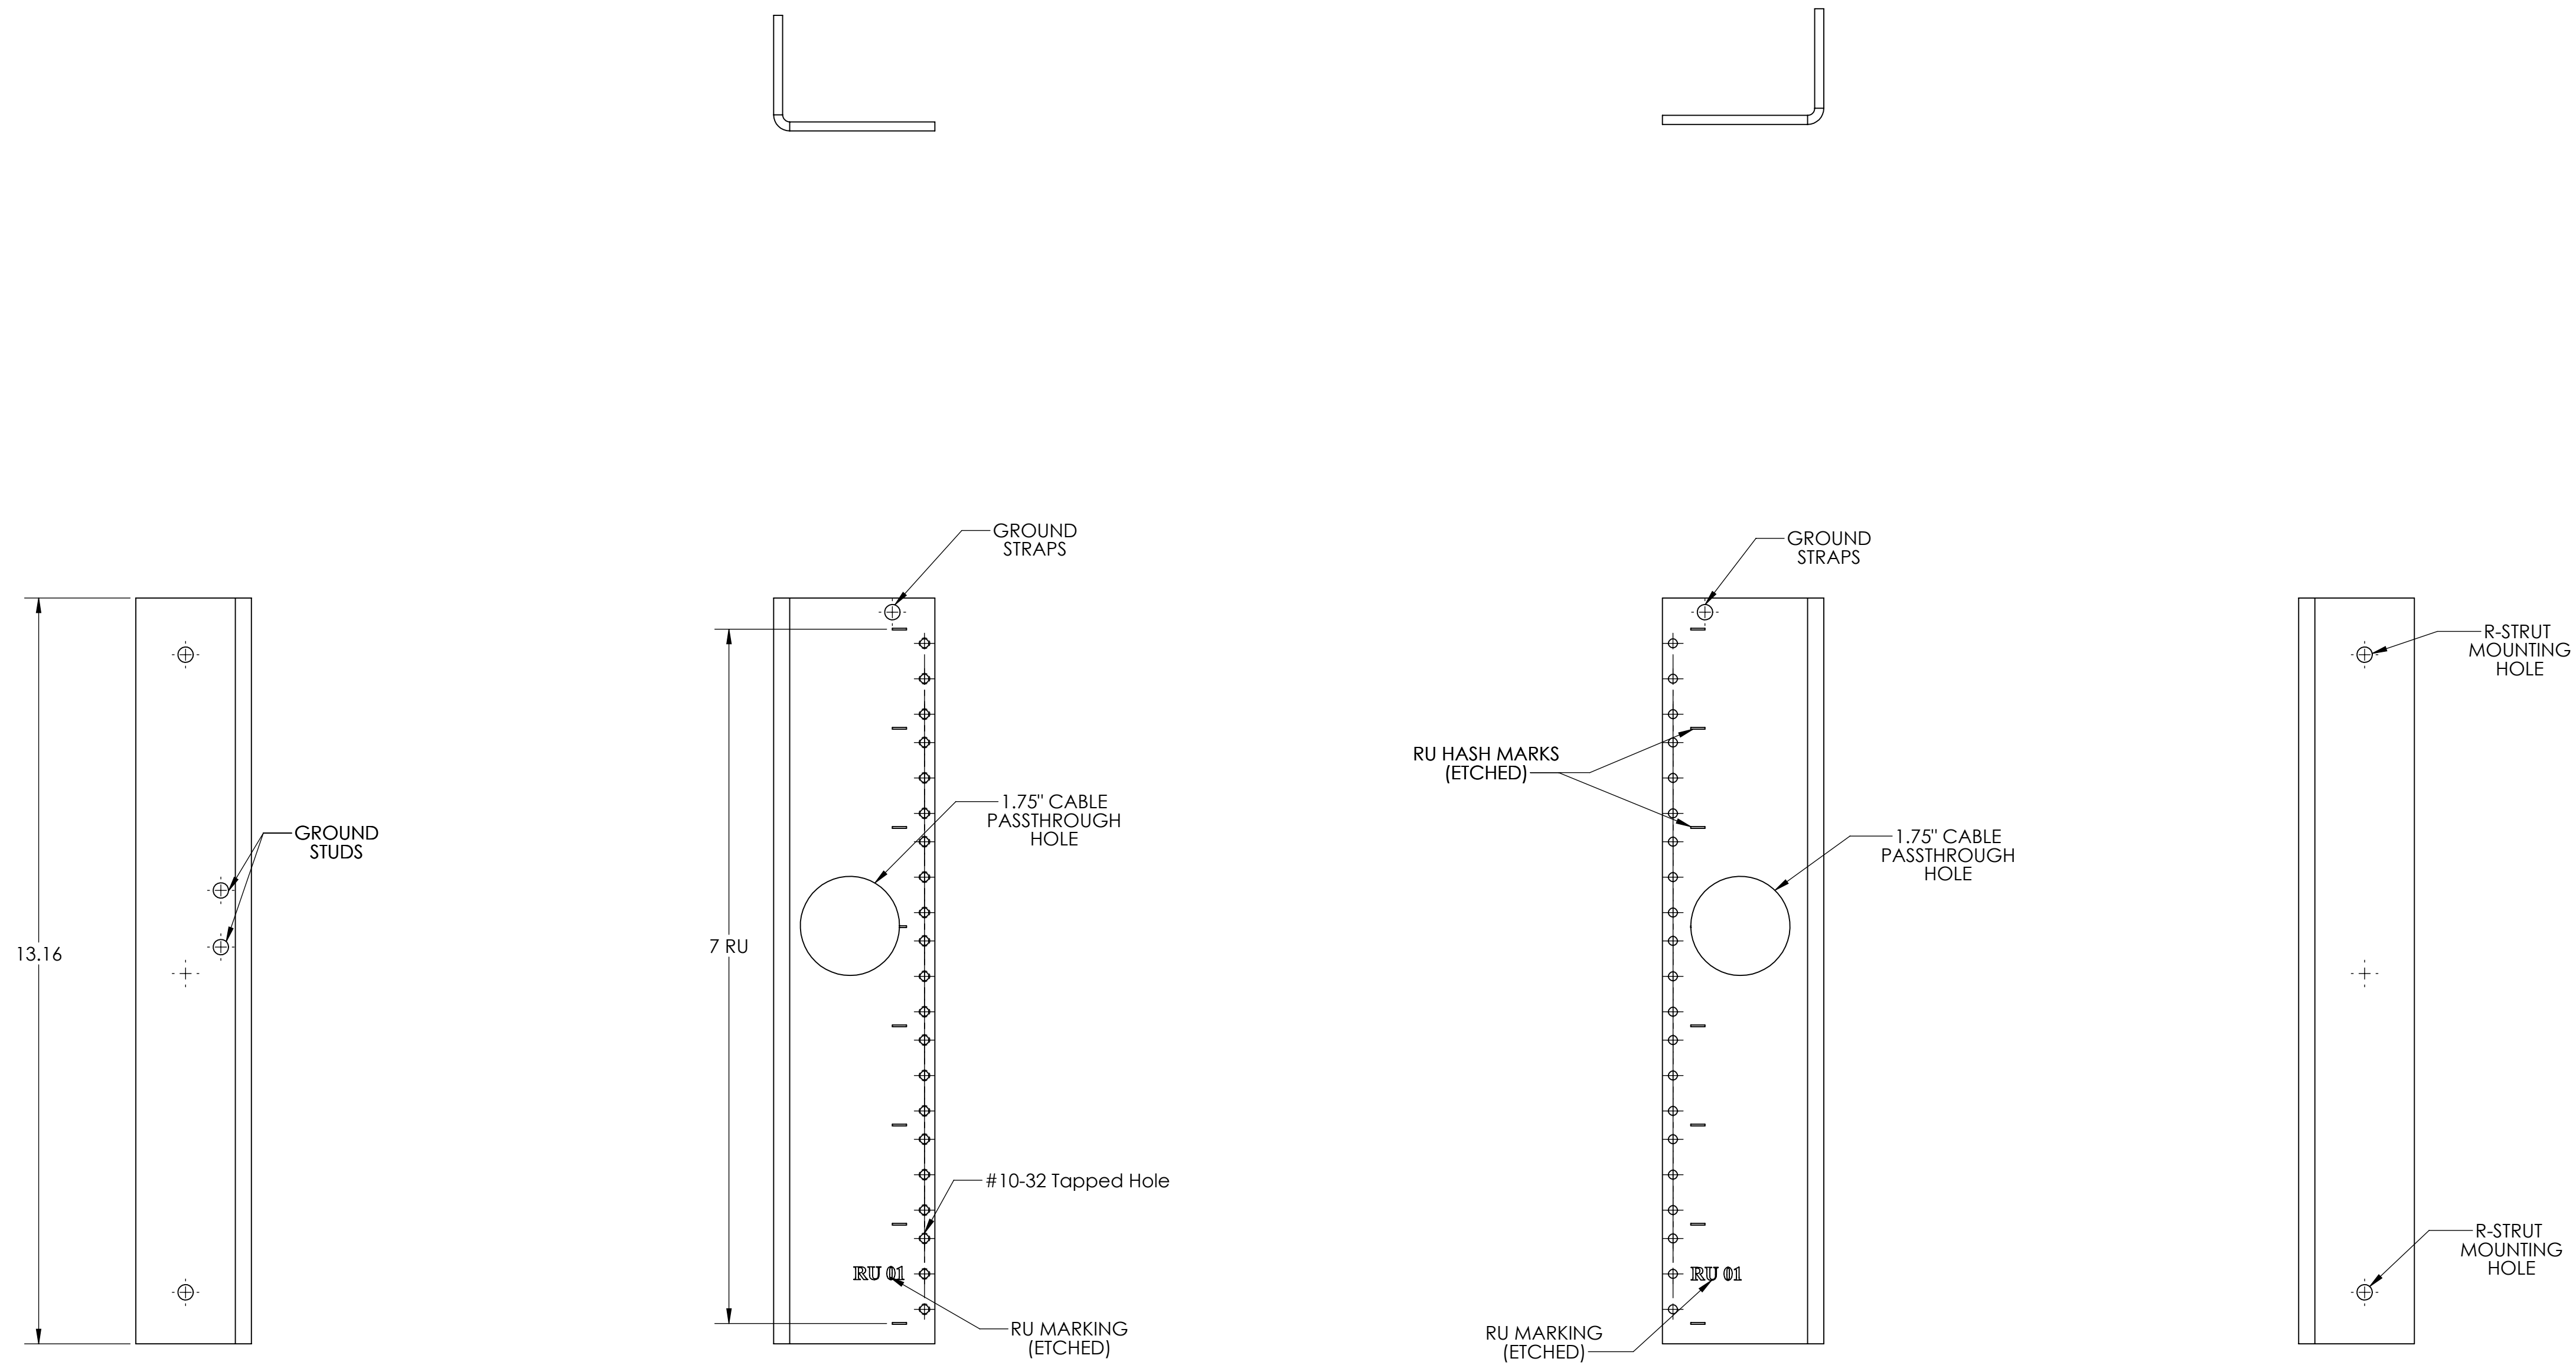 GROUND
STRAPS
GROUND
STRAPS
R-STRUT
MOUNTING
HOLE
RU HASH MARKS
(ETCHED)
1.75" CABLE
PASSTHROUGH
HOLE
GROUND
STUDS
1.75" CABLE
PASSTHROUGH
HOLE
13.16
7 RU
#10-32 Tapped Hole
R-STRUT
MOUNTING
HOLE
RU 01
RU 01
RU MARKING
(ETCHED)
RU MARKING
(ETCHED)